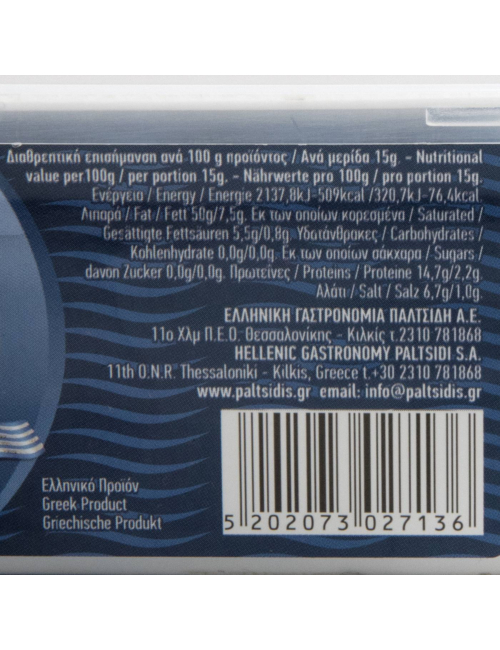 Διαθρεπτική επισήμανση ανά 100 g προϊόντος / Ανά μερίδα 15g. - Nutritional
value per100g / per portion 15g. - Nährwerte pro 100g / pro portion 15g.
Ενέργεια / Energy / Energie 2137,8kJ-509kcal /320,7kJ-76,4kcal.
Λιπαρά / Fat / Fett 50g/7,5g. Εκ των οποίων κορεσμένα / Saturated /
Gesättigte Fettsäuren 5,5g/0,8g. Υδατάνθρακες / Carbohydrates /
Kohlenhydrate 0,0g/0,0g. Εκ των οποίων σάκχαρα / Sugars /
davon Zucker 0,0g/0,0g. Πρωτείνες / Proteins / Proteine 14,7g/2,2g.
Αλάτι / Salt / Salz 6,7g/1,0g.
ΕΛΛΗΝΙΚΗ ΓΑΣΤΡΟΝΟΜΙΑ ΠΑΛΤΣΙΔΗ Α.Ε.
11ο Χλμ Π.Ε.Ο. Θεσσαλονίκης - Κιλκίς τ.2310 781868
HELLENIC GASTRONOMY PALTSIDI S.A.
11th O.N.R. Thessaloniki - Kilkis, Greece t.+30 2310 781868
www.paltsidis.gr email: info@paltsidis.gr
Ελληνικό Προϊόν
Greek Product
Griechische Produkt
5 202073 027136